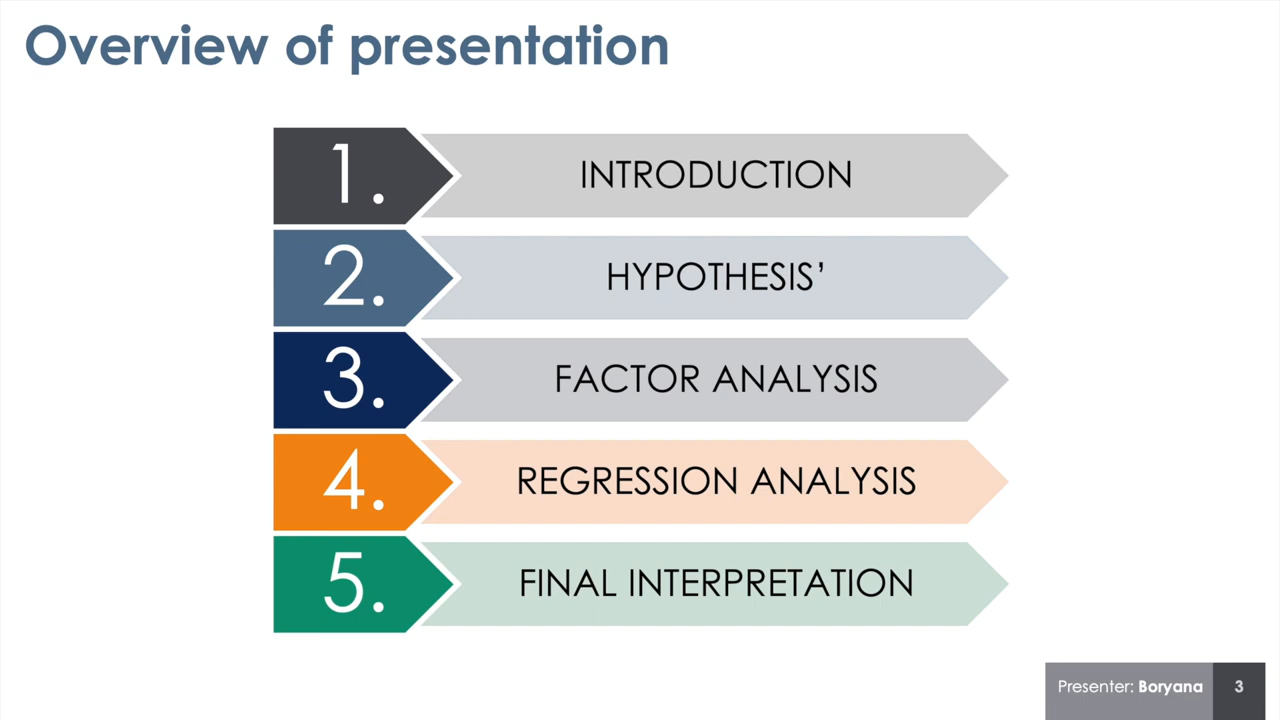 Overview of presentation
1. INTRODUCTION
2. HYPOTHESIS’
3. FACTOR ANALYSIS
4. REGRESSION ANALYSIS
5. FINAL INTERPRETATION
Presenter: Boryana 3